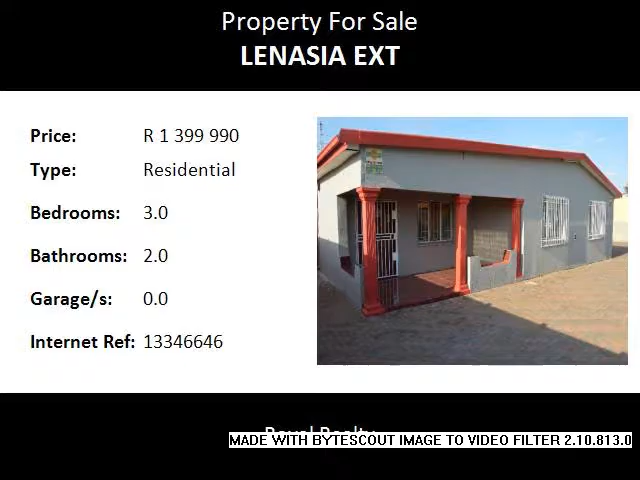 Property For Sale
LENASIA EXT
Price: R 1 399 990
Type: Residential
Bedrooms: 3.0
Bathrooms: 2.0
Garage/s: 0.0
Internet Ref: 13346646
MADE WITH BYTESCOUT IMAGE TO VIDEO FILTER 2.10.813.0